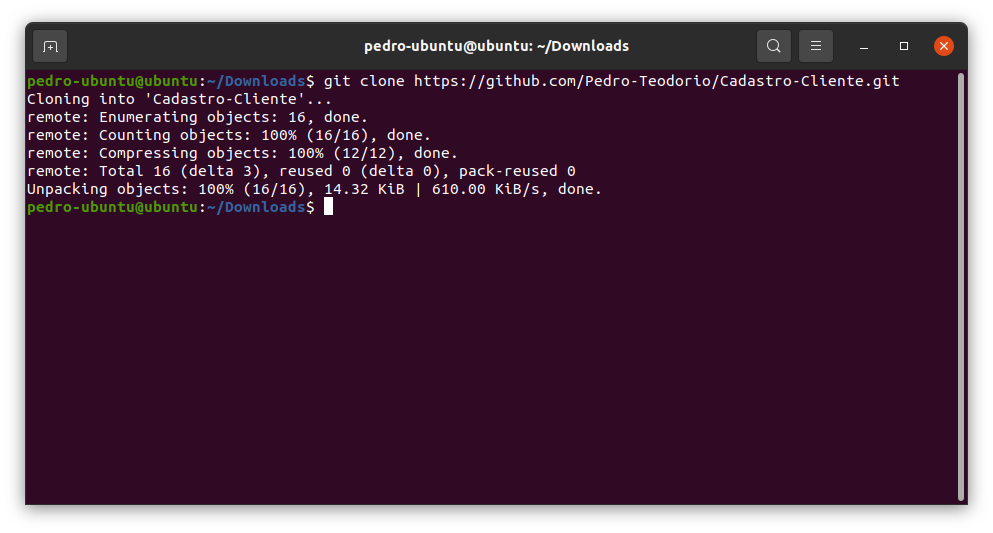 pedro-ubuntu@ubuntu: ~/Downloads
pedro-ubuntu@ubuntu:~/Downloads$ git clone https://github.com/Pedro-Teodorio/Cadastro-Cliente.git
Cloning into 'Cadastro-Cliente'...
remote: Enumerating objects: 16, done.
remote: Counting objects: 100% (16/16), done.
remote: Compressing objects: 100% (12/12), done.
remote: Total 16 (delta 3), reused 0 (delta 0), pack-reused 0
Unpacking objects: 100% (16/16), 14.32 KiB | 610.00 KiB/s, done.
pedro-ubuntu@ubuntu:~/Downloads$